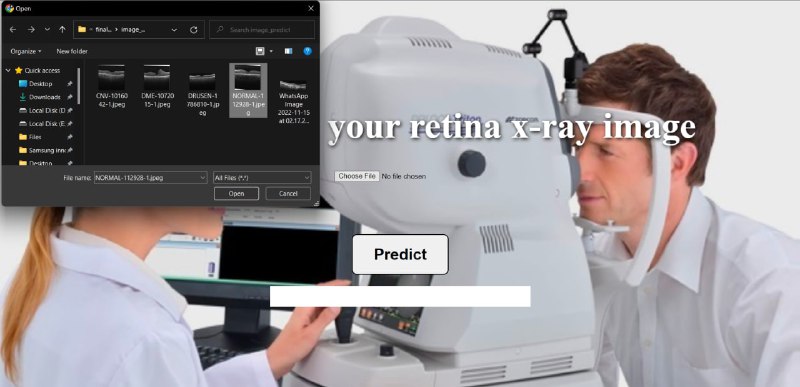 Open
final... > image_...
Search image_predict
Organize
New folder
Quick access
Desktop
Downloads
Local Disk (D
Local Disk (E
Files
Samsung inn
Desktop
CNV-10160
42-1.jpeg
DME-10720
15-1.jpeg
DRUSEN-1
786810-1.j
peg
NORMAL-1
12928-1.jpe
g
WhatsApp
Image
2022-11-15
at 02.17.2...
File name:
NORMAL-112928-1.jpeg
All Files (*.*)
Open
Cancel
your retina x-ray image
Choose File
No file chosen
Predict